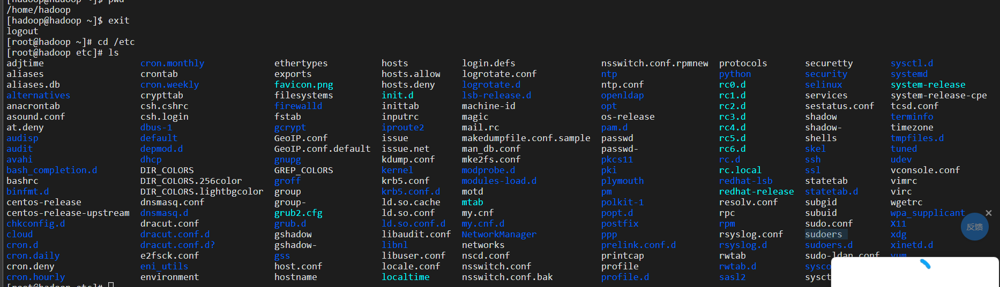 [hadoop@hadoop ~]$ pwd
/home/hadoop
[hadoop@hadoop ~]$ exit
logout
[root@hadoop ~]# cd /etc
[root@hadoop etc]# ls
adjtime cron.monthly ethertypes hosts login.defs nsswitch.conf.rpmnew protocols securetty sysctl.d
aliases crontab exports hosts.allow logrotate.conf ntp python security systemd
aliases.db cron.weekly favicon.png hosts.deny logrotate.d ntp.conf rc0.d selinux system-release
alternatives crypttab filesystems init.d lsb-release.d openldap rc1.d services system-release-cpe
anacrontab csh.cshrc firewalld inittab machine-id opt rc2.d sestatus.conf tcsd.conf
asound.conf csh.login fstab inputrc magic os-release rc3.d shadow terminfo
at.deny dbus-1 gcrypt iproute2 mail.rc pam.d rc4.d shadow- timezone
audisp default GeoIP.conf issue makedumpfile.conf.sample passwd rc5.d shells tmpfiles.d
audit depmod.d GeoIP.conf.default issue.net man_db.conf passwd- rc6.d skel tuned
avahi dhcp gnupg kdump.conf mke2fs.conf pkcs11 rc.d ssh udev
bash_completion.d DIR_COLORS GREP_COLORS kernel modprobe.d pki rc.local ssl vconsole.conf
bashrc DIR_COLORS.256color groff krb5.conf modules-load.d plymouth redhat-lsb statetab vimrc
binfmt.d DIR_COLORS.lightbgcolor group krb5.conf.d motd pm redhat-release statetab.d virc
centos-release dnsmasq.conf group- ld.so.cache mtab polkit-1 resolv.conf subgid wgetrc
centos-release-upstream dnsmasq.d grub2.cfg ld.so.conf my.cnf popt.d rpc subuid wpa_supplicant
chkconfig.d dracut.conf grub.d ld.so.conf.d my.cnf.d postfix rpm sudo.conf X11
cloud dracut.conf.d gshadow libaudit.conf NetworkManager ppp rsyslog.conf sudoers xdg 反馈
cron.d dracut.conf.d? gshadow- libnl networks prelink.conf.d rsyslog.d sudoers.d xinetd.d
cron.daily e2fsck.conf gss libuser.conf nscd.conf printcap rwtab sudo-ldap.conf yum
cron.deny eni_utils host.conf locale.conf nsswitch.conf profile rwtab.d sysco
cron.hourly environment hostname localtime nsswitch.conf.bak profile.d sasl2 sysct
[root@hadoop etc]#